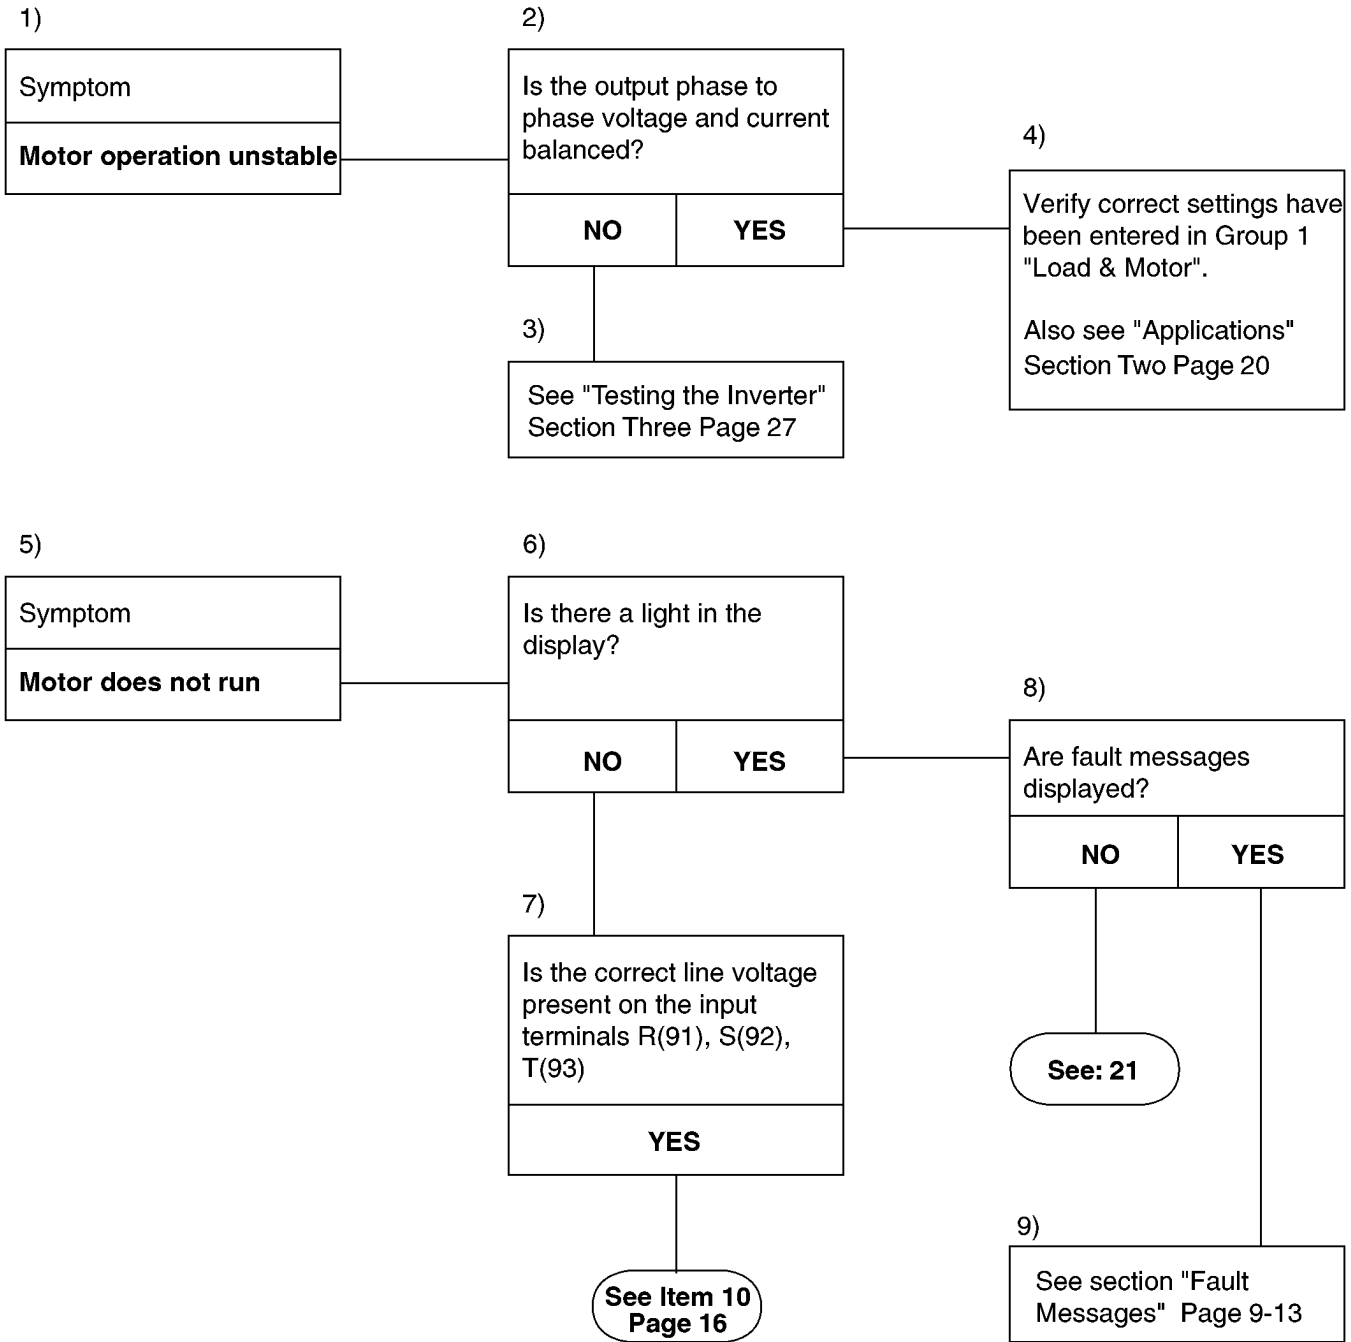 1)
Symptom
Motor operation unstable
2)
Is the output phase to
phase voltage and current
balanced?
NO
YES
3)
See "Testing the Inverter"
Section Three Page 27
4)
Verify correct settings have
been entered in Group 1
"Load & Motor".
Also see "Applications"
Section Two Page 20
5)
Symptom
Motor does not run
6)
Is there a light in the
display?
NO
YES
7)
Is the correct line voltage
present on the input
terminals R(91), S(92),
T(93)
YES
See Item 10
Page 16
8)
Are fault messages
displayed?
NO
YES
See: 21
9)
See section "Fault
Messages" Page 9-13